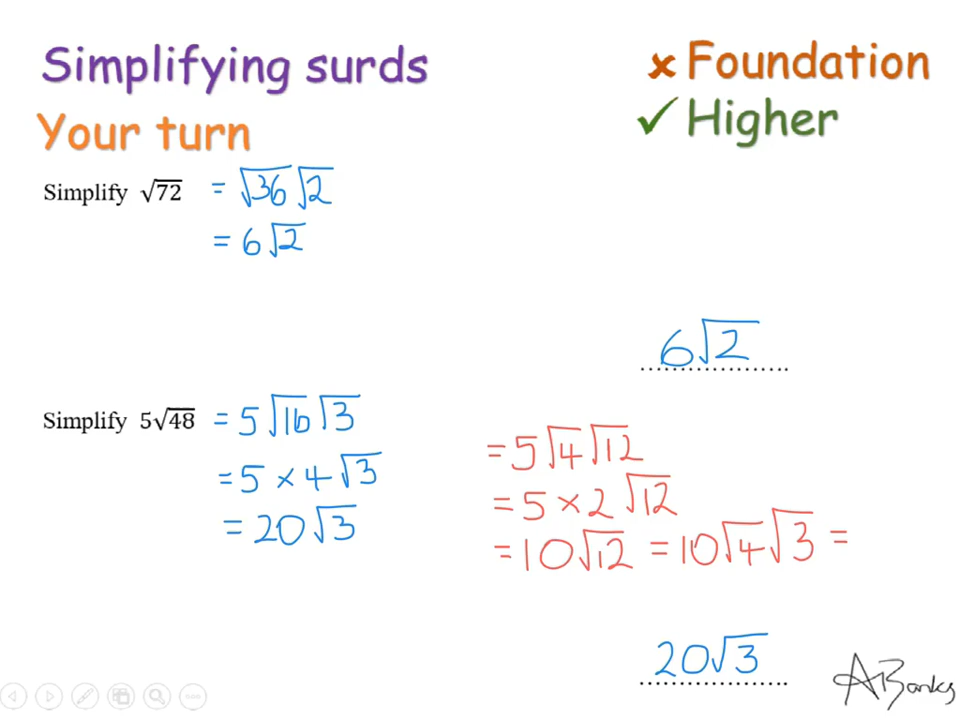 Simplifying surds
× Foundation
Your turn
✓ Higher
Simplify √72 = √36 √2
= 6√2
6√2
Simplify 5√48 = 5√16 √3
= 5 × 4√3
= 20√3
= 5√4 √12
= 5 × 2√12
= 10√12 = 10√4 √3 =
20√3
ABanks